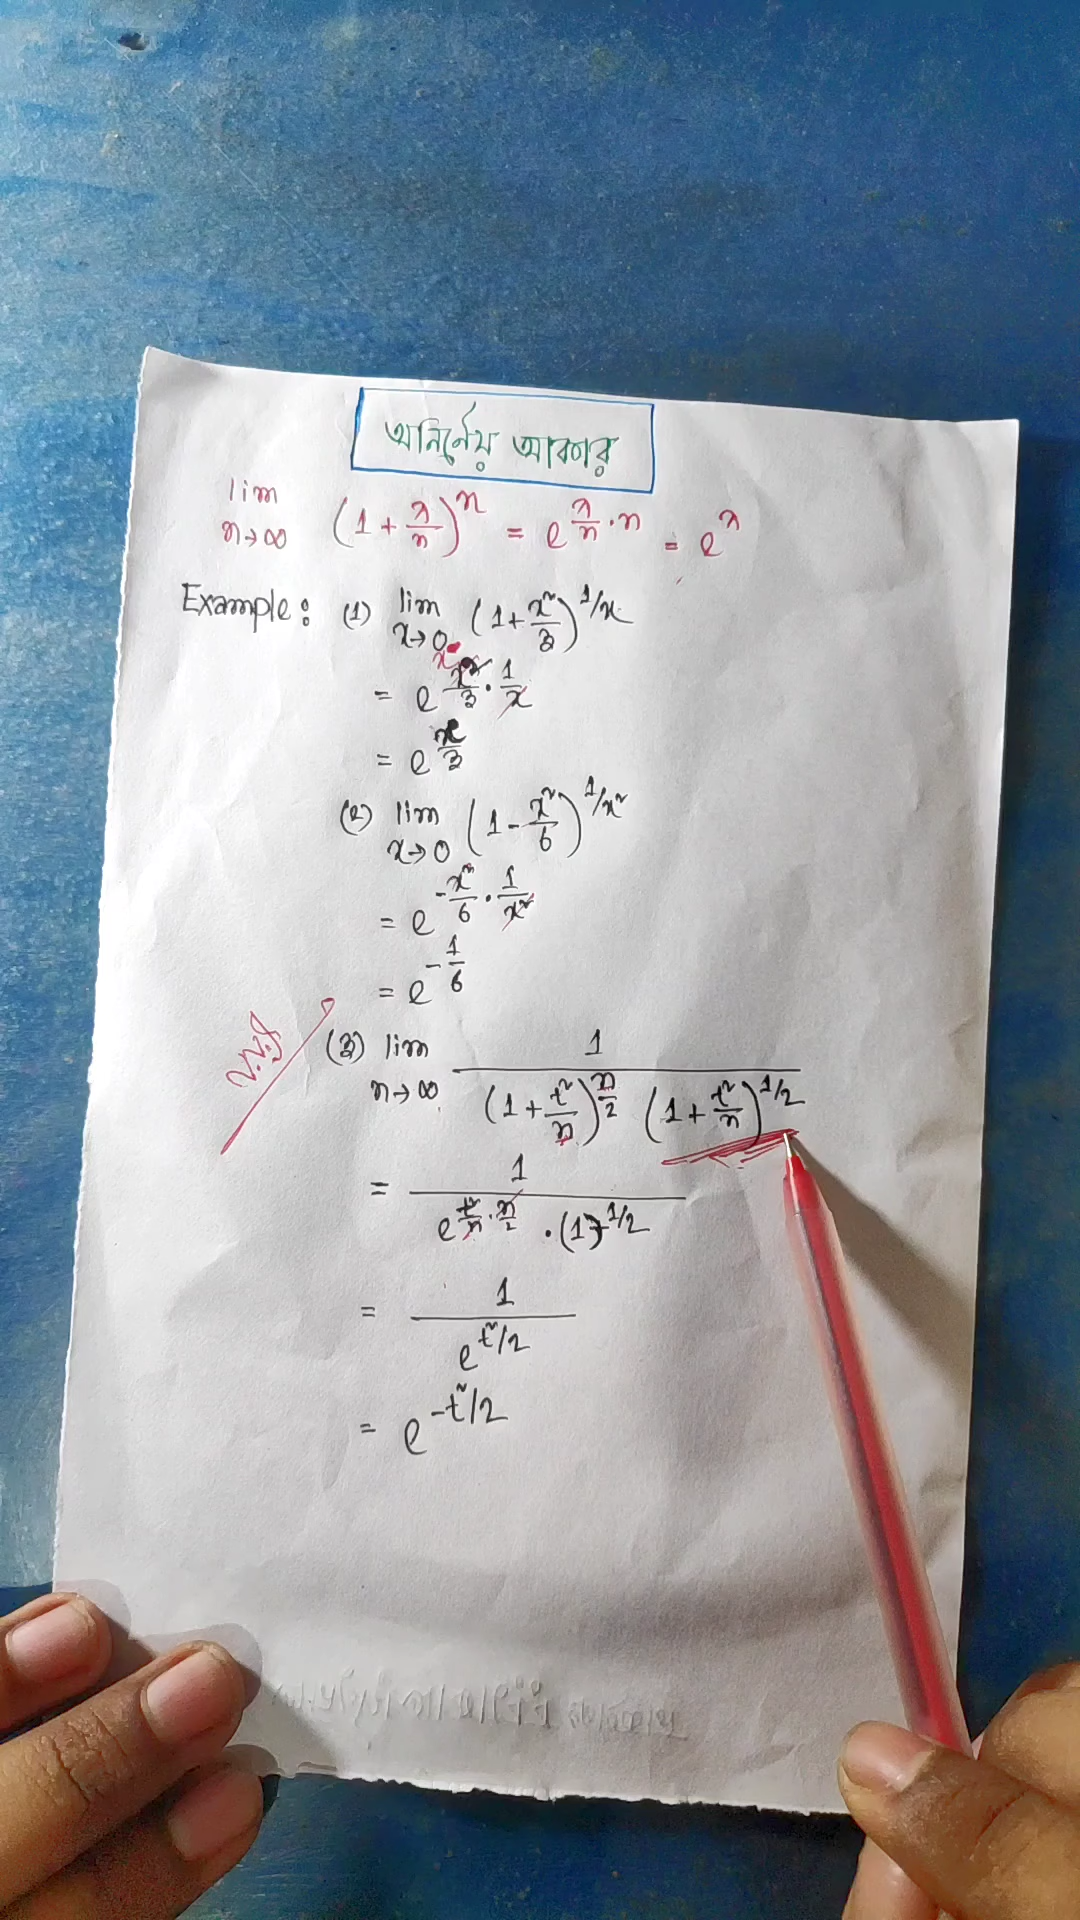 অনির্নেয় আকার
lim n→∞ (1 + λ/n)^n = e^(λ/n · n) = e^λ
Example: (1) lim x→0 (1 + x²/3)^(1/x)
= e^(x²/3 · 1/x)
= e^(x/3)
(2) lim x→0 (1 - x²/6)^(1/x²)
= e^(-x²/6 · 1/x²)
= e^(-1/6)
V.V.I
(3) lim n→∞ 1 / (1 + t²/n)^(n/2) (1 + t²/n)^(1/2)
= 1 / e^(t²/n · n/2) · (1)^(1/2)
= 1 / e^(t²/2)
= e^(-t²/2)